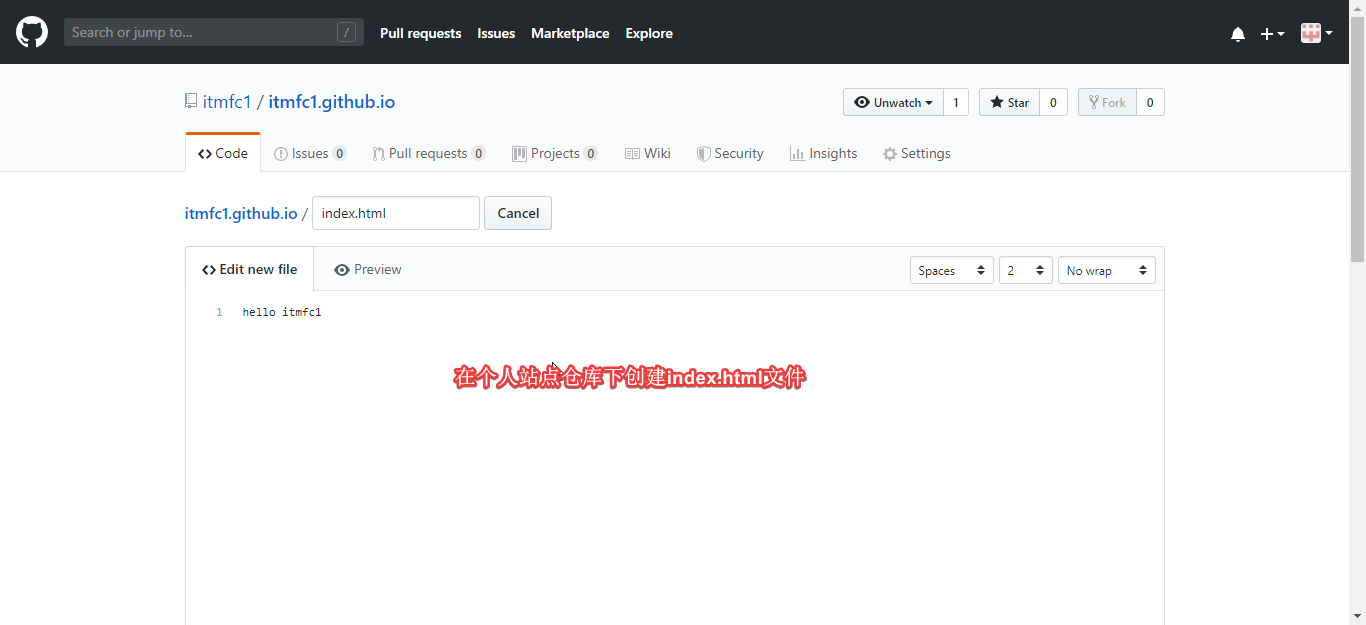 Search or jump to... /
Pull requests Issues Marketplace Explore
itmfc1 / itmfc1.github.io
Unwatch 1 Star 0 Fork 0
Code Issues 0 Pull requests 0 Projects 0 Wiki Security Insights Settings
itmfc1.github.io / index.html Cancel
Edit new file Preview Spaces 2 No wrap
1 hello itmfc1
在个人站点仓库下创建index.html文件